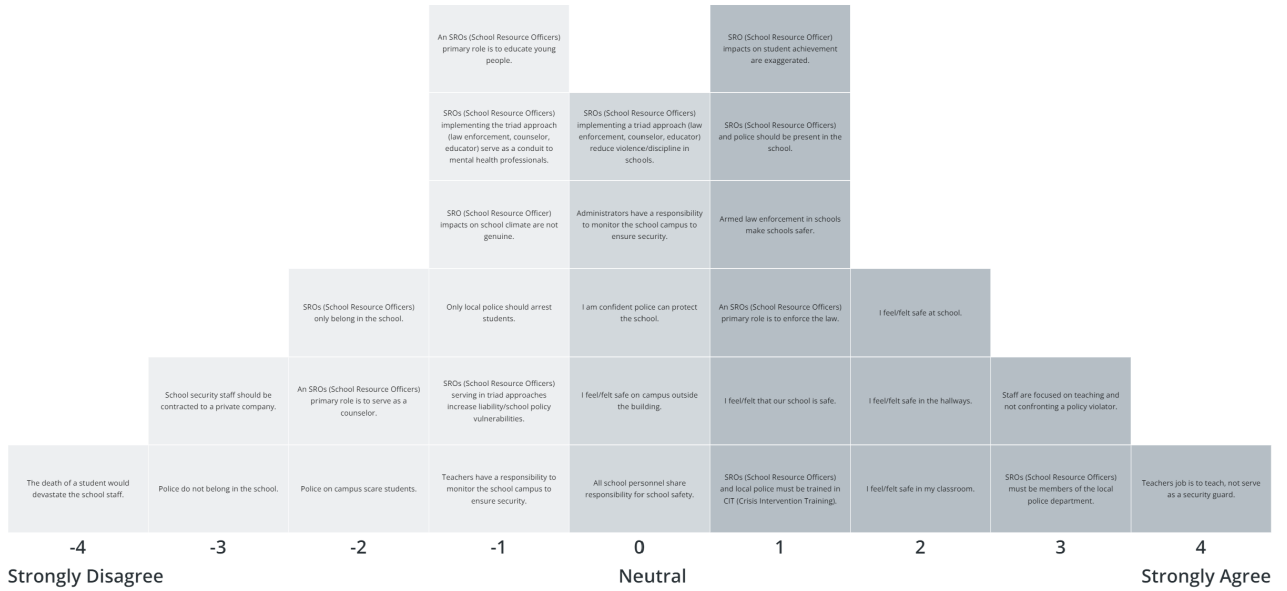 An SROs (School Resource Officers)
primary role is to educate young
people.
SRO (School Resource Officer)
impacts on student achievement
are exaggerated.
SROs (School Resource Officers)
implementing the triad approach
(law enforcement, counselor,
educator) serve as a conduit to
mental health professionals.
SROs (School Resource Officers)
implementing a triad approach (law
enforcement, counselor, educator)
reduce violence/discipline in
schools.
SROs (School Resource Officers)
and police should be present in the
school.
SRO (School Resource Officer)
impacts on school climate are not
genuine.
Administrators have a responsibility
to monitor the school campus to
ensure security.
Armed law enforcement in schools
make schools safer.
SROs (School Resource Officers)
only belong in the school.
Only local police should arrest
students.
I am confident police can protect
the school.
An SROs (School Resource Officers)
primary role is to enforce the law.
I feel/felt safe at school.
School security staff should be
contracted to a private company.
An SROs (School Resource Officers)
primary role is to serve as a
counselor.
SROs (School Resource Officers)
serving in triad approaches
increase liability/school policy
vulnerabilities.
I feel/felt safe on campus outside
the building.
I feel/felt that our school is safe.
I feel/felt safe in the hallways.
Staff are focused on teaching and
not confronting a policy violator.
The death of a student would
devastate the school staff.
Police do not belong in the school.
Police on campus scare students.
Teachers have a responsibility to
monitor the school campus to
ensure security.
All school personnel share
responsibility for school safety.
SROs (School Resource Officers)
and local police must be trained in
CIT (Crisis Intervention Training).
I feel/felt safe in my classroom.
SROs (School Resource Officers)
must be members of the local
police department.
Teachers job is to teach, not serve
as a security guard.
-4 -3 -2 -1 0 1 2 3 4
Strongly Disagree Neutral Strongly Agree